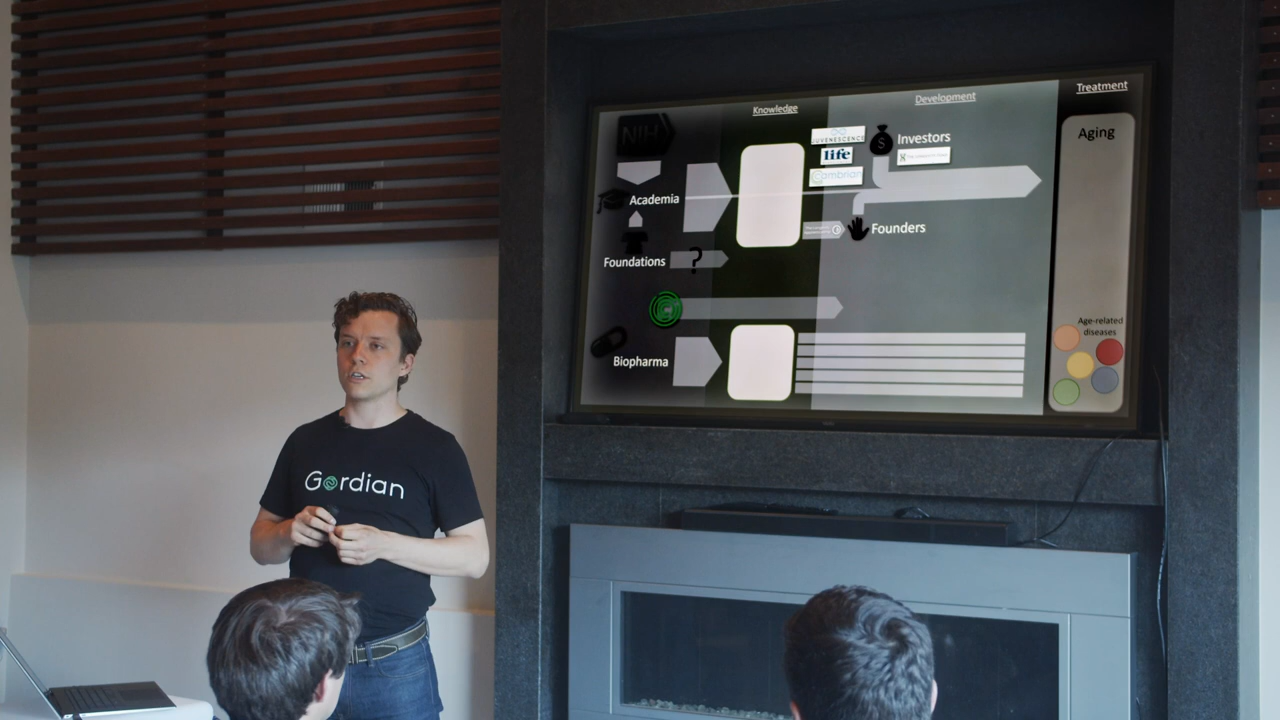 Knowledge
Development
Treatment
NIH
JUVENESCENCE
life
Cambrian
$
Investors
Aging
Academia
Founders
Foundations
?
Age-related
diseases
Biopharma
Gordian